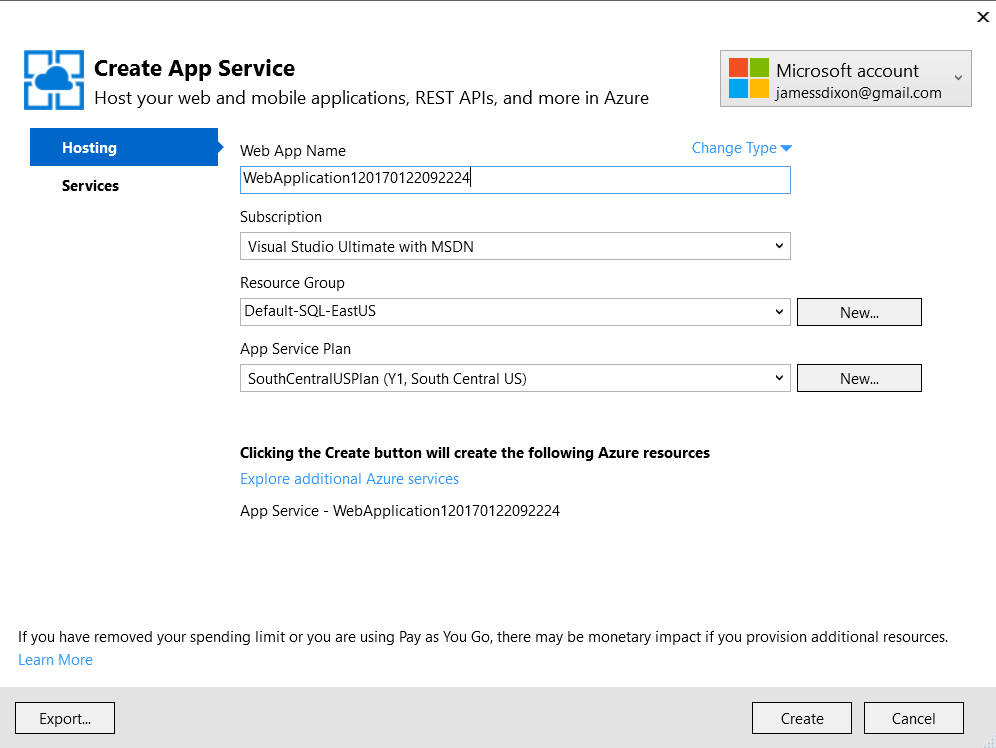 Create App Service
Host your web and mobile applications, REST APIs, and more in Azure
Microsoft account
jamessdixon@gmail.com
Hosting
Services
Web App Name
Change Type
WebApplication120170122092224
Subscription
Visual Studio Ultimate with MSDN
Resource Group
Default-SQL-EastUS
New...
App Service Plan
SouthCentralUSPlan (Y1, South Central US)
New...
Clicking the Create button will create the following Azure resources
Explore additional Azure services
App Service - WebApplication120170122092224
If you have removed your spending limit or you are using Pay as You Go, there may be monetary impact if you provision additional resources.
Learn More
Export...
Create
Cancel